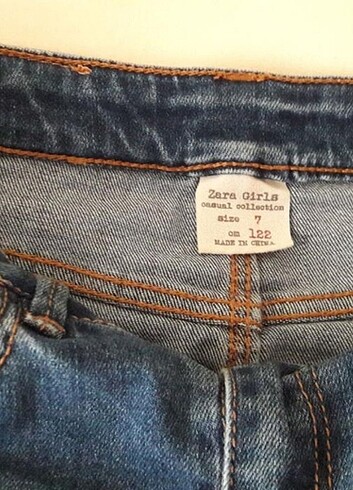 Zara Girls
casual collection
size 7
cm 122
MADE IN CHINA